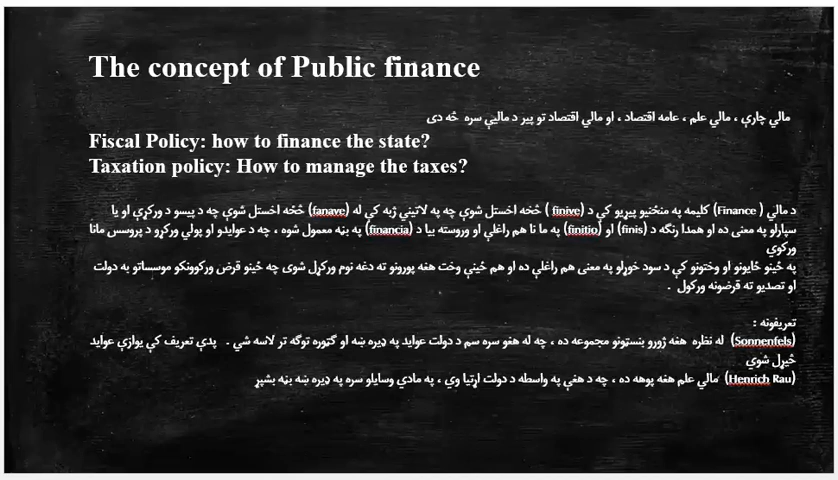 The concept of Public finance
مالي چارې ، مالي علم ، عامه اقتصاد ، او مالي اقتصاد تو پیر د مالیې سره څه دی
Fiscal Policy: how to finance the state?
Taxation policy: How to manage the taxes?
د مالي ( Finance) کلیمه په منځنیو پیړیو کې د (finive ) څخه اخستل شوې چه په لاتیني ژبه کې له (fanave) څخه اخستل شوې چه د پیسو د ورکړې او یا
سپارلو په معنی ده او همدا رنګه د (finis) او (finitio) په ما نا هم راغلې او وروسته بیا د (financia) په بڼه معمول شوه ، چه د عوایدو او پولي ورکړو د پروسس مانا
ورکوي
په ځینو ځایونو او وختونو کې د سود خوړلو په معنی هم راغلې ده او هم ځینې وخت هغه پورونو ته دغه نوم ورکړل شوی چه ځینو قرض ورکوونکو موسساتو به دولت
او تصدیو ته قرضونه ورکول .
تعریفونه :
(Sonnenfels) له نظره هغه ژورو بنسټونو مجموعه ده ، چه له هغو سره سم د دولت عواید په ډیره ښه او ګټوره توګه تر لاسه شي . پدې تعریف کې یوازې عواید
څیړل شوي
(Henrich Rau) مالي علم هغه پوهه ده ، چه د هغې په واسطه د دولت اړتیا وې ، په مادي وسایلو سره په ډیره ښه بڼه بشپړ